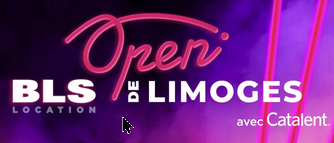 Open
BLS DE LIMOGES
LOCATION
avec Catalent.